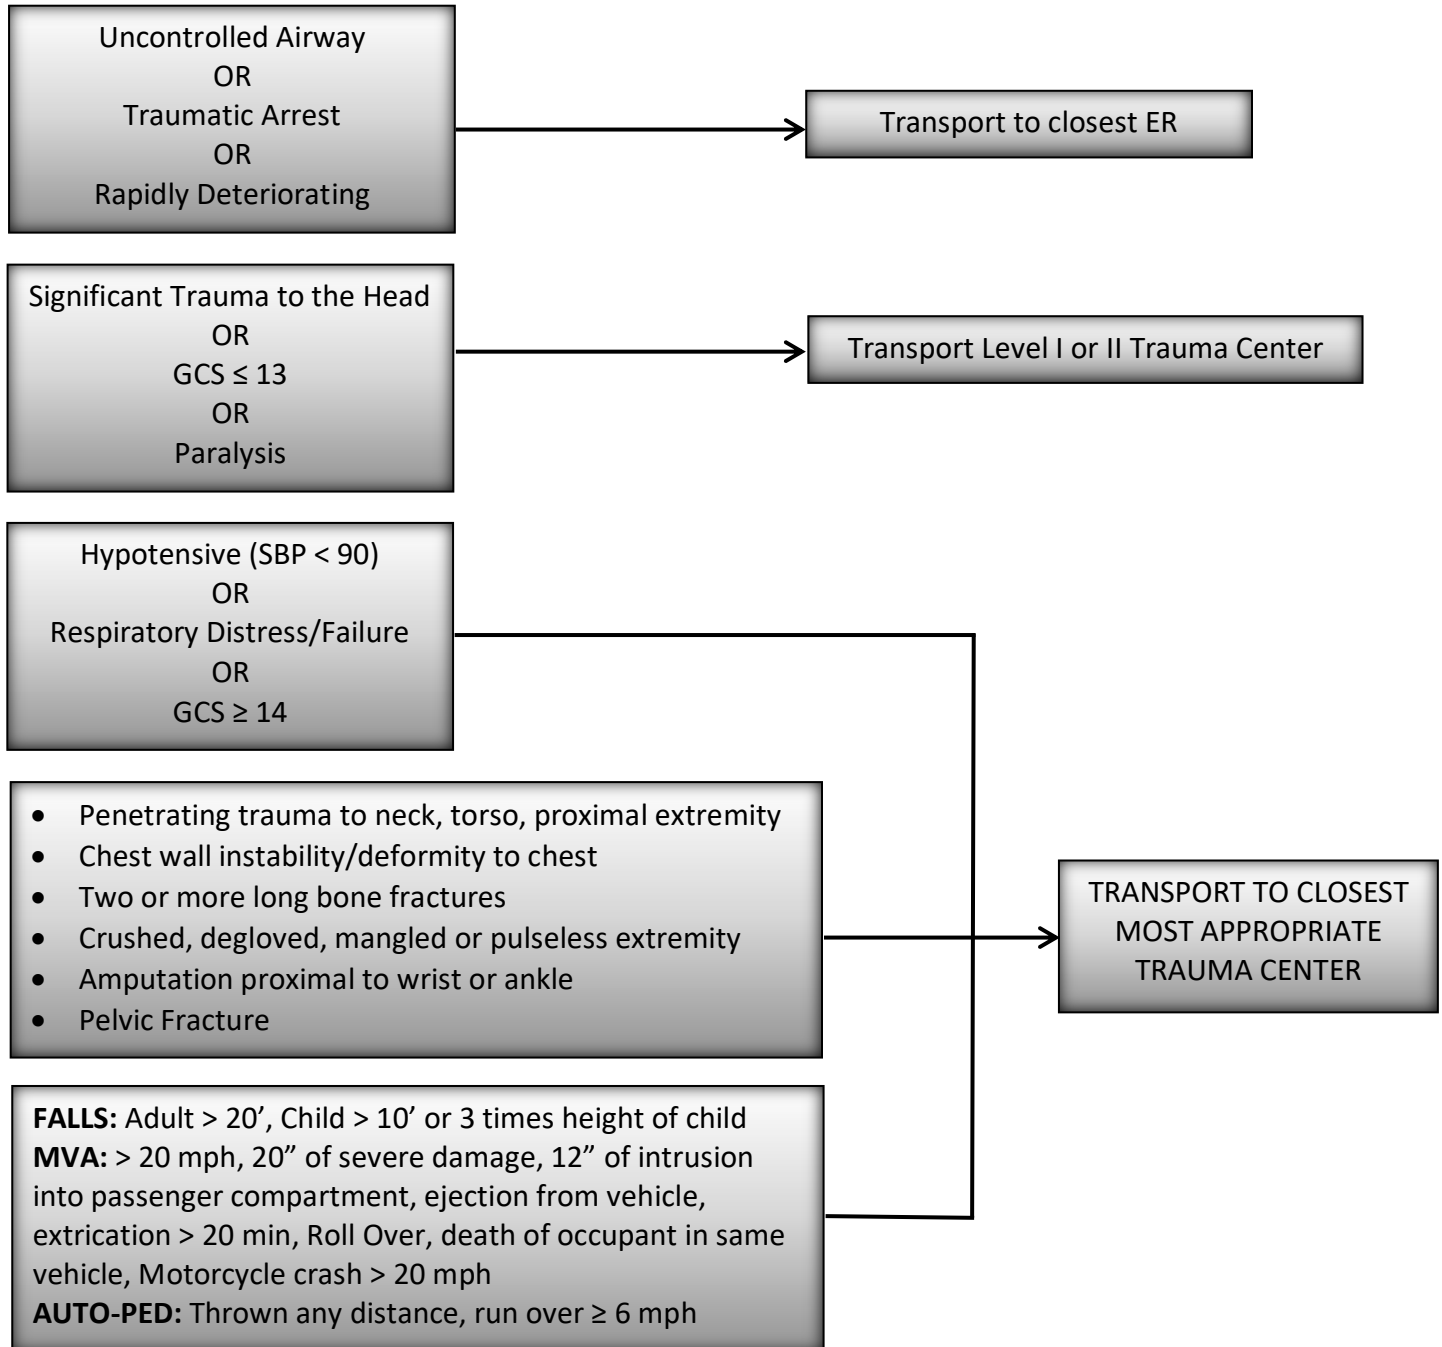 Uncontrolled Airway
OR
Traumatic Arrest
OR
Rapidly Deteriorating
Transport to closest ER
Significant Trauma to the Head
OR
GCS ≤ 13
OR
Paralysis
Transport Level I or II Trauma Center
Hypotensive (SBP < 90)
OR
Respiratory Distress/Failure
OR
GCS ≥ 14
• Penetrating trauma to neck, torso, proximal extremity
• Chest wall instability/deformity to chest
• Two or more long bone fractures
• Crushed, degloved, mangled or pulseless extremity
• Amputation proximal to wrist or ankle
• Pelvic Fracture
TRANSPORT TO CLOSEST
MOST APPROPRIATE
TRAUMA CENTER
FALLS: Adult > 20’, Child > 10’ or 3 times height of child
MVA: > 20 mph, 20” of severe damage, 12” of intrusion
into passenger compartment, ejection from vehicle,
extrication > 20 min, Roll Over, death of occupant in same
vehicle, Motorcycle crash > 20 mph
AUTO-PED: Thrown any distance, run over ≥ 6 mph